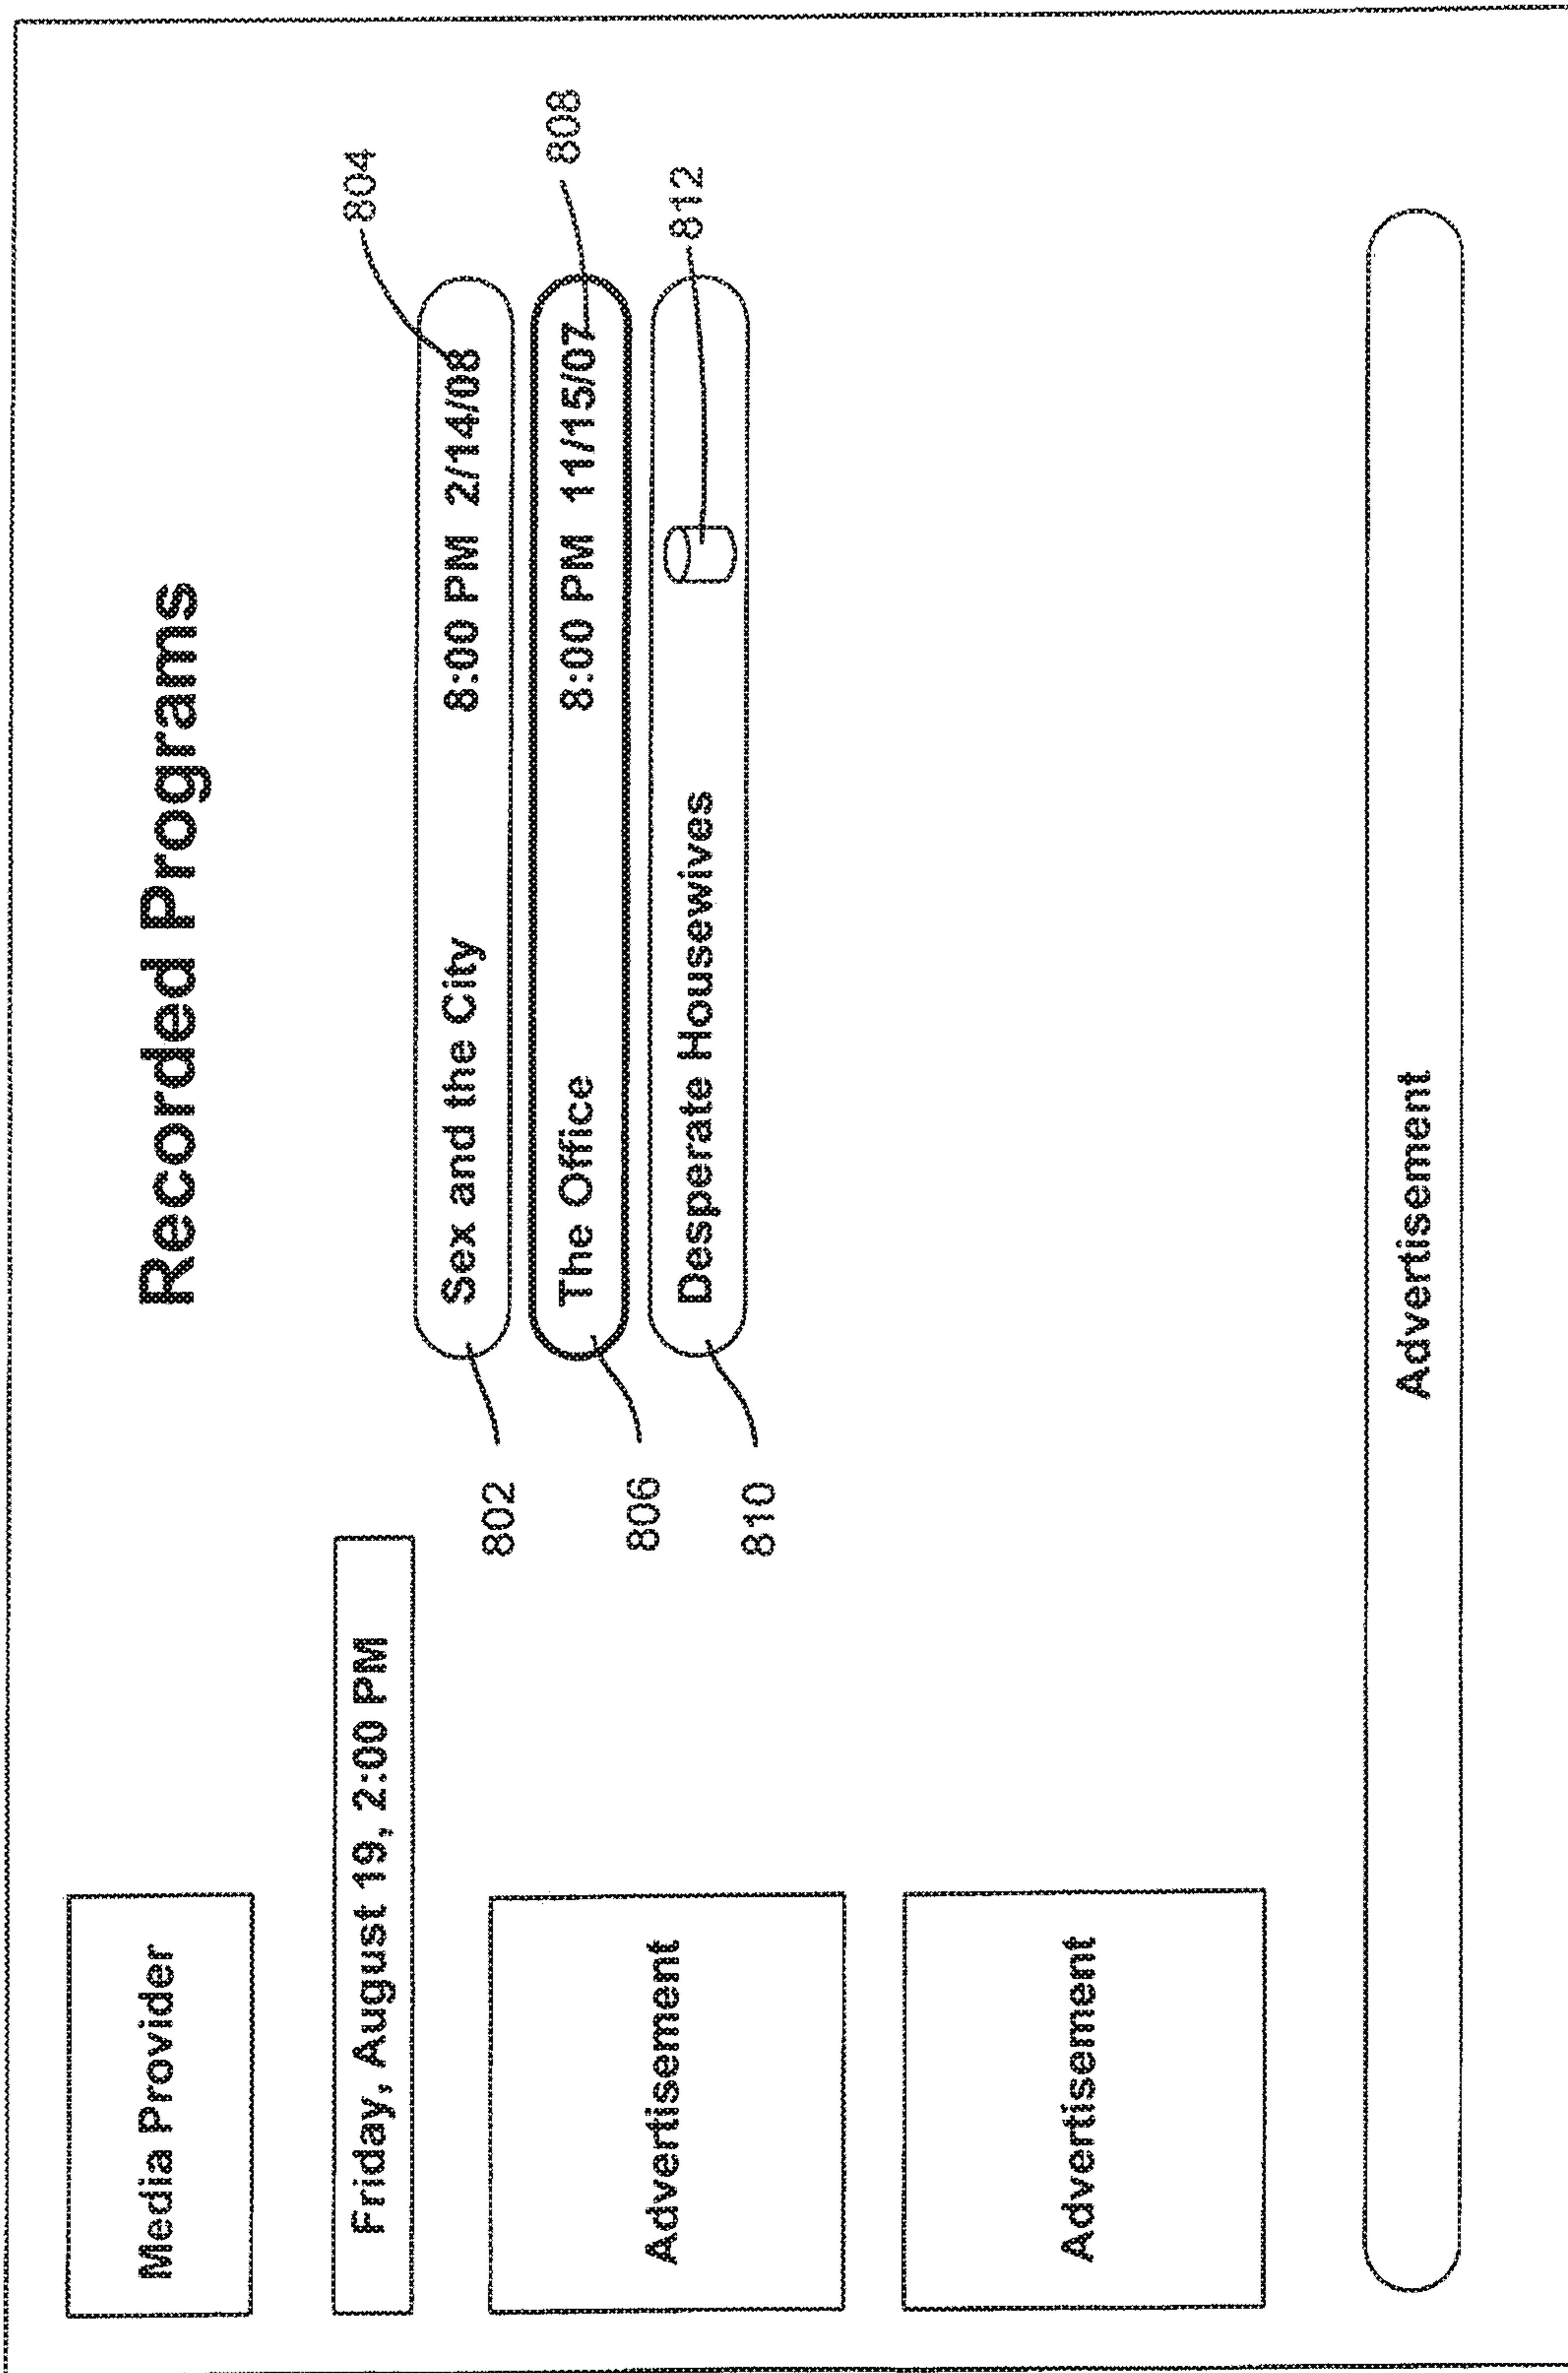 Media Provider
Recorded Programs
Friday, August 19, 2:00 PM
804
802
Sex and the City 8:00 PM 2/14/08
808
806
The Office 8:00 PM 11/15/07
812
810
Desperate Housewives
Advertisement
Advertisement
Advertisement